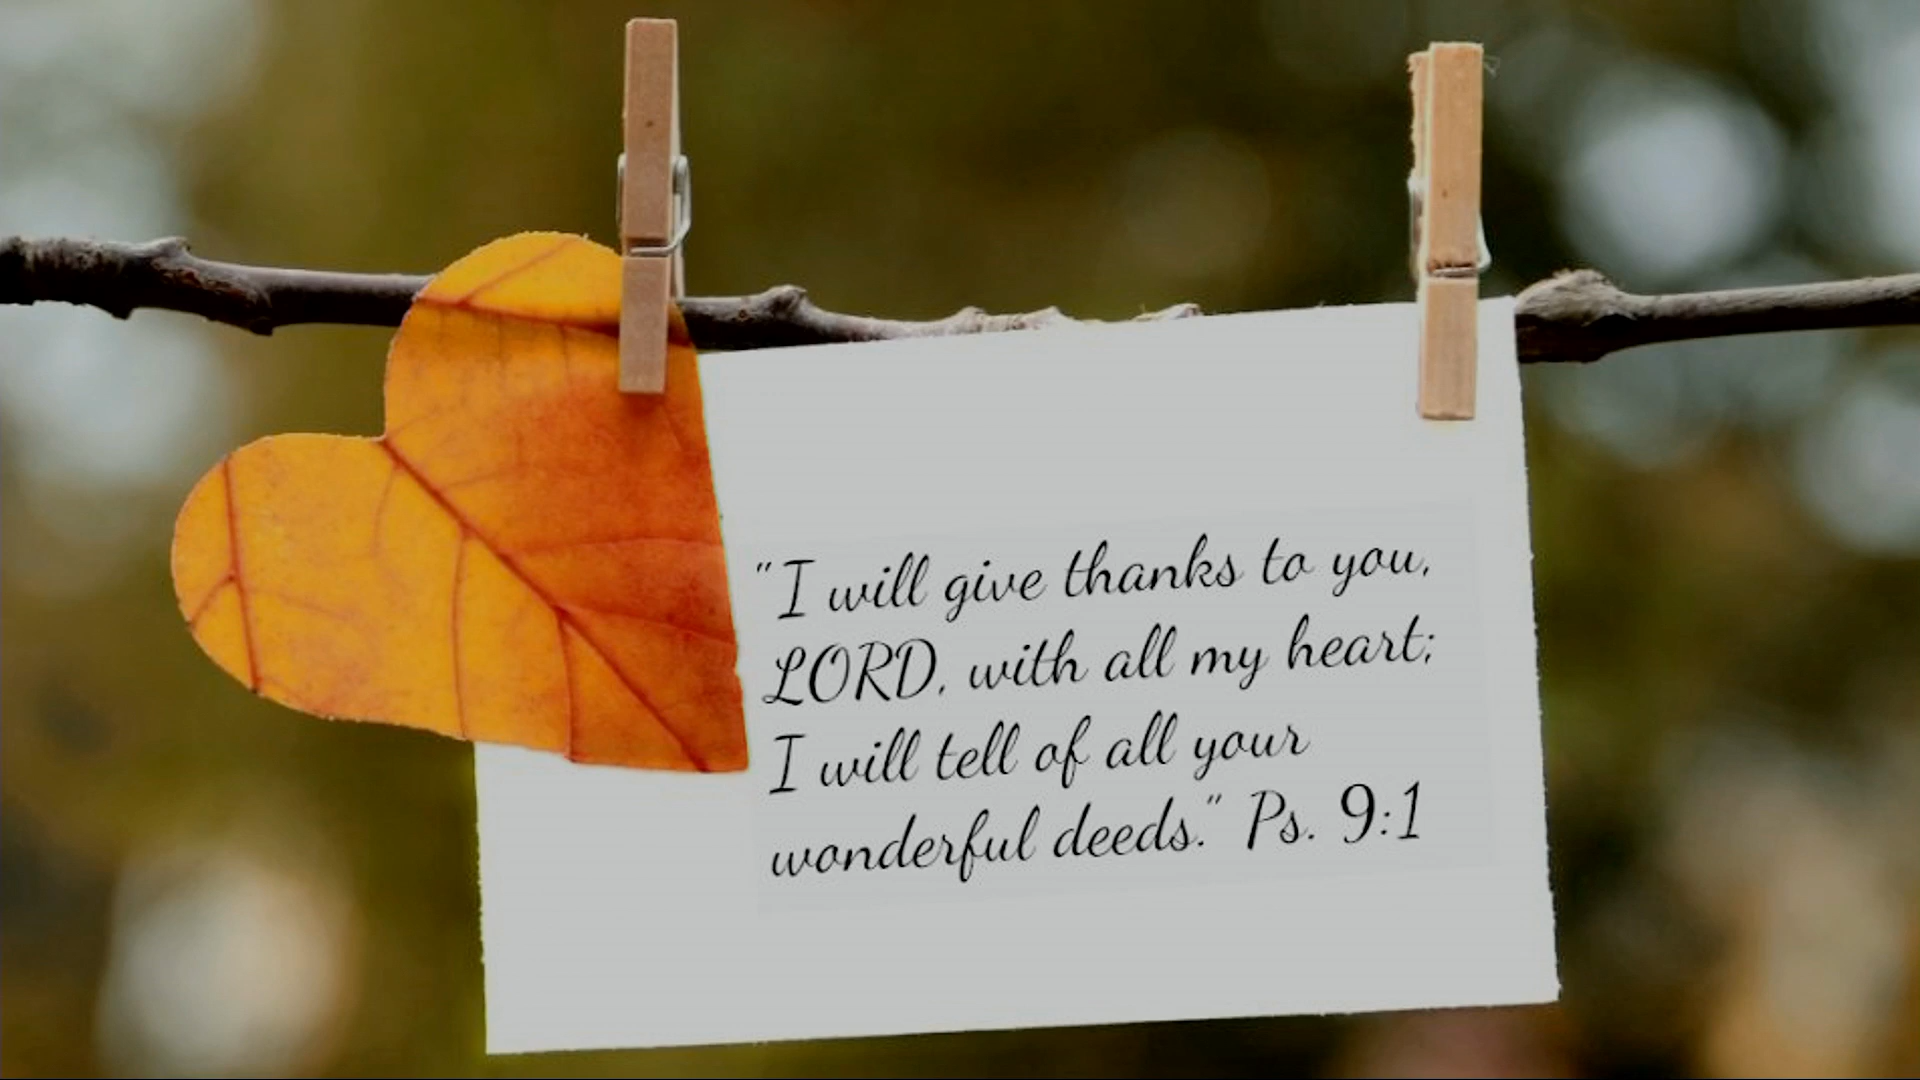 "I will give thanks to you,
LORD, with all my heart;
I will tell of all your
wonderful deeds." Ps. 9:1